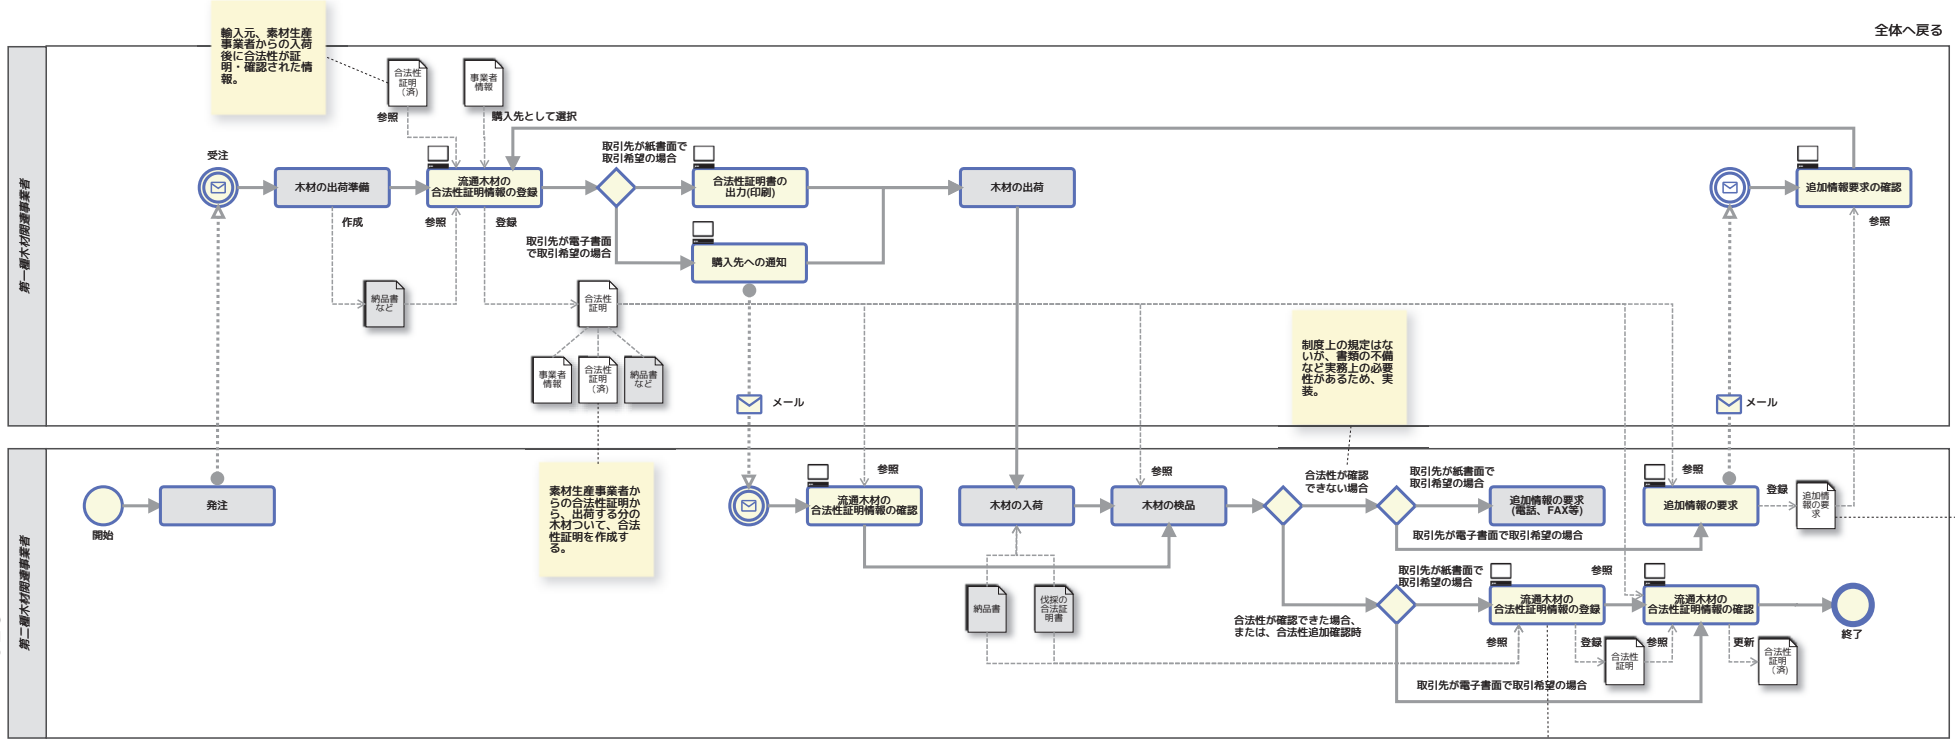 全体へ戻る
輸入元、素材生産
事業者からの入荷
後に合法性が証
明・確認された情
報。
合法性
証明
（済）
事業者
情報
参照
購入先として選択
第一種木材関連事業者
受注
木材の出荷準備
流通木材の
合法性証明情報の登録
取引先が紙書面で
取引希望の場合
合法性証明書の
出力(印刷)
木材の出荷
追加情報要求の確認
作成
参照
登録
参照
取引先が電子書面
で取引希望の場合
購入先への通知
納品書
など
合法性
証明
事業者
情報
合法性
証明
（済）
納品書
など
制度上の規定はな
いが、書類の不備
など実務上の必要
性があるため、実
装。
メール
メール
第二種木材関連事業者
開始
発注
素材生産事業者か
らの合法性証明か
ら、出荷する分の
木材ついて、合法
性証明を作成す
る。
参照
流通木材の
合法性証明情報の確認
木材の入荷
参照
木材の検品
合法性が確認
できない場合
取引先が紙書面で
取引希望の場合
追加情報の要求
(電話、FAX等)
取引先が電子書面で取引希望の場合
参照
追加情報の要求
登録
追加情
報の要
求
納品書
伐採の
合法証
明書
合法性が確認できた場合、
または、合法性追加確認時
取引先が紙書面で
取引希望の場合
流通木材の
合法性証明情報の登録
参照
流通木材の
合法性証明情報の確認
終了
参照
登録
合法性
証明
参照
更新
合法性
証明
（済）
取引先が電子書面で取引希望の場合